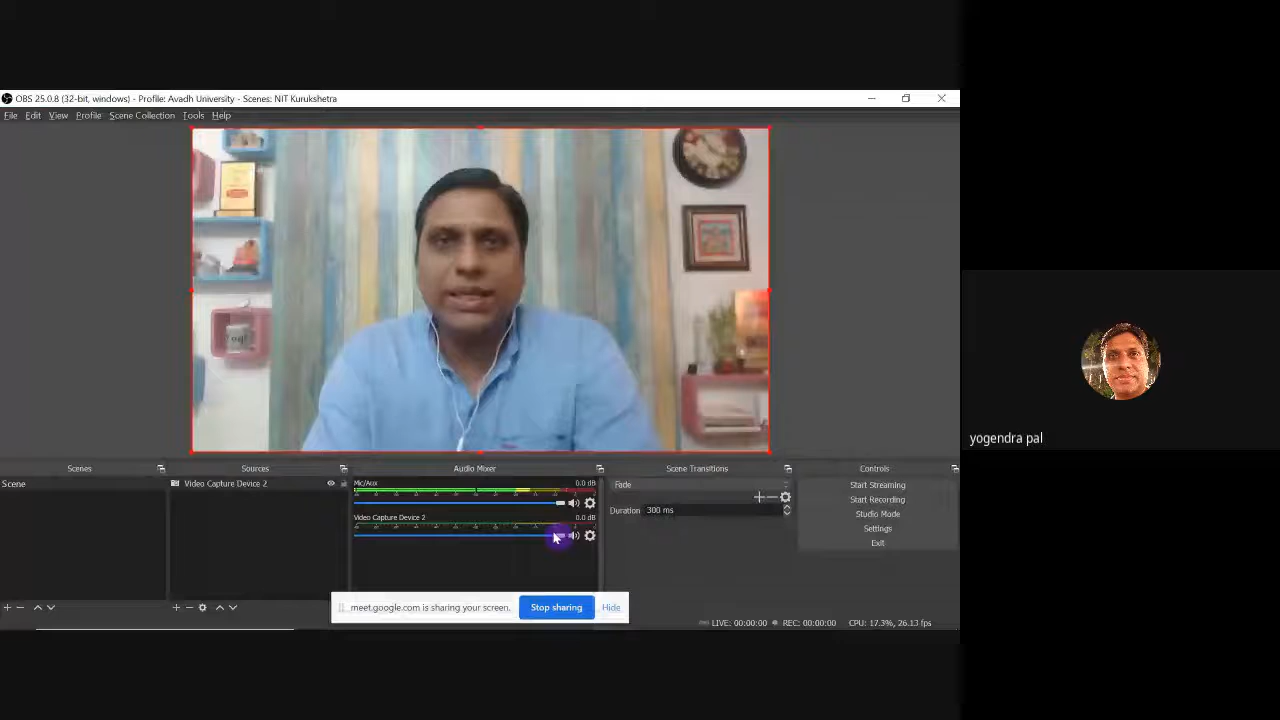 OBS 25.0.8 (32-bit, windows) - Profile: Avadh University - Scenes: NIT Kurukshetra
File Edit View Profile Scene Collection Tools Help
yogendra pal
Scenes
Sources
Audio Mixer
Scene Transitions
Controls
Scene
Video Capture Device 2
Mic/Aux
0.0 dB
Video Capture Device 2
0.0 dB
Fade
Duration 300 ms
Start Streaming
Start Recording
Studio Mode
Settings
Exit
meet.google.com is sharing your screen.
Stop sharing
Hide
LIVE: 00:00:00
REC: 00:00:00
CPU: 17.3%, 26.13 fps